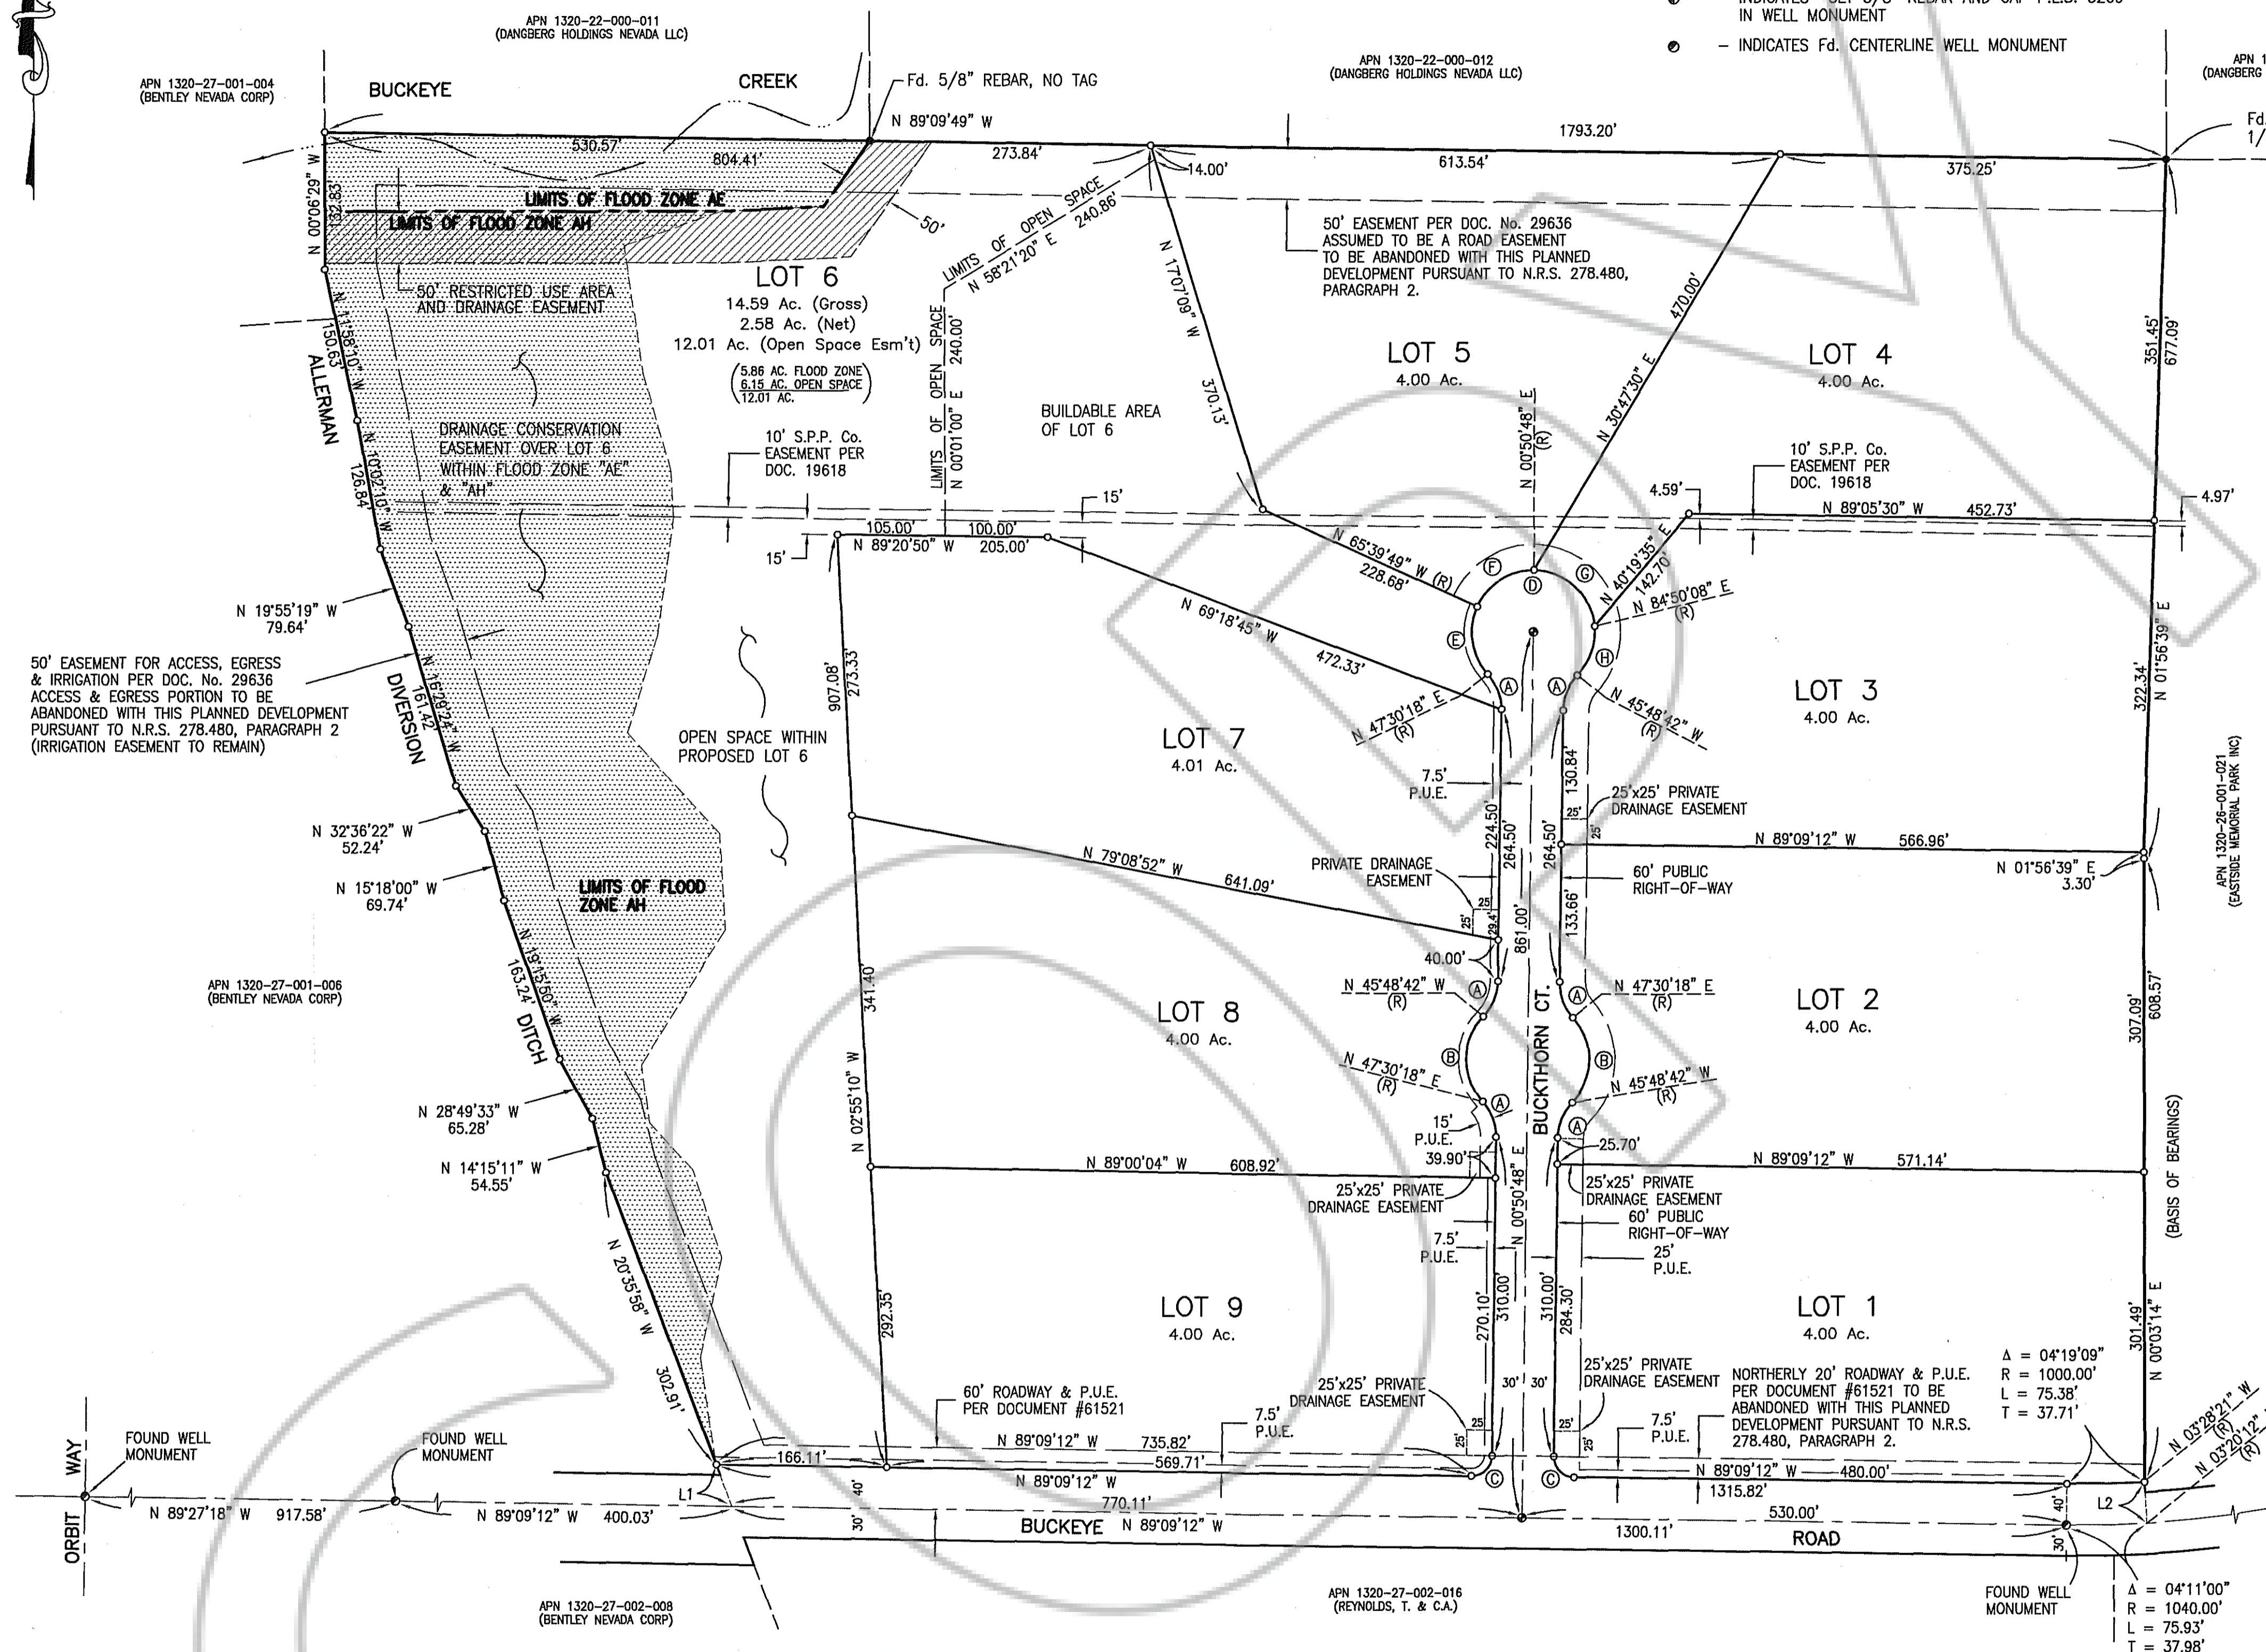 APN 1320-22-000-011
(DANGBERG HOLDINGS NEVADA LLC)
IN WELL MONUMENT
– INDICATES Fd. CENTERLINE WELL MONUMENT
APN 1320-27-001-004
(BENTLEY NEVADA CORP)
BUCKEYE
CREEK
Fd. 5/8" REBAR, NO TAG
APN 1320-22-000-012
(DANGBERG HOLDINGS NEVADA LLC)
(DANGBERG
N 89°09'49" W
1793.20'
530.57'
804.41'
273.84'
14.00'
613.54'
375.25'
Fd.
1/
N 00°06'29" W
132.83'
LIMITS OF FLOOD ZONE AE
LIMITS OF FLOOD ZONE AH
50'
LIMITS OF OPEN SPACE
N 58°21'20" E 240.86'
50' EASEMENT PER DOC. No. 29636
ASSUMED TO BE A ROAD EASEMENT
TO BE ABANDONED WITH THIS PLANNED
DEVELOPMENT PURSUANT TO N.R.S. 278.480,
PARAGRAPH 2.
50' RESTRICTED USE AREA
AND DRAINAGE EASEMENT
LOT 6
14.59 Ac. (Gross)
2.58 Ac. (Net)
12.01 Ac. (Open Space Esm't)
(5.86 AC. FLOOD ZONE
6.15 AC. OPEN SPACE)
12.01 AC.
N 17°07'09" W
370.13'
470.00'
N 30°47'30" E
LOT 5
4.00 Ac.
LOT 4
4.00 Ac.
351.45'
677.09'
N 11°58'10" W
150.63'
ALLERMAN
N 10°02'10" W
126.84'
DRAINAGE CONSERVATION
EASEMENT OVER LOT 6
WITHIN FLOOD ZONE "AE"
& "AH"
LIMITS OF OPEN SPACE
N 00°01'00" E 240.00'
BUILDABLE AREA
OF LOT 6
10' S.P.P. Co.
EASEMENT PER
DOC. 19618
N 00°50'48" E
(R)
10' S.P.P. Co.
EASEMENT PER
DOC. 19618
4.59'
4.97'
N 89°05'30" W 452.73'
15'
105.00' 100.00'
N 89°20'50" W 205.00'
15'
N 65°39'49" W (R)
228.68'
F
D
G
E
H
N 40°19'35" E
142.70'
N 84°50'08" E
(R)
N 19°55'19" W
79.64'
N 69°18'45" W
472.33'
50' EASEMENT FOR ACCESS, EGRESS
& IRRIGATION PER DOC. No. 29636
ACCESS & EGRESS PORTION TO BE
ABANDONED WITH THIS PLANNED DEVELOPMENT
PURSUANT TO N.R.S. 278.480, PARAGRAPH 2
(IRRIGATION EASEMENT TO REMAIN)
N 16°29'24" W
161.42'
DIVERSION
907.08'
273.33'
OPEN SPACE WITHIN
PROPOSED LOT 6
LOT 7
4.01 Ac.
A
A
N 47°30'18" E
(R)
N 45°48'42" W
(R)
LOT 3
4.00 Ac.
322.34'
N 01°56'39" E
APN 1320-26-001-021
(EASTSIDE MEMORIAL PARK INC)
7.5'
P.U.E.
130.84'
25'x25' PRIVATE
DRAINAGE EASEMENT
25'
25'
224.50'
264.50'
264.50'
N 32°36'22" W
52.24'
N 15°18'00" W
69.74'
LIMITS OF FLOOD
ZONE AH
N 79°08'52" W
641.09'
PRIVATE DRAINAGE
EASEMENT
N 89°09'12" W 566.96'
N 01°56'39" E
3.30'
60' PUBLIC
RIGHT-OF-WAY
25'
25'
29.4'
861.00'
133.66'
N 19°15'50" W
163.24'
DITCH
APN 1320-27-001-006
(BENTLEY NEVADA CORP)
341.40'
N 02°55'10" W
LOT 8
4.00 Ac.
40.00'
N 45°48'42" W
(R)
A
A
N 47°30'18" E
(R)
BUCKTHORN CT.
LOT 2
4.00 Ac.
307.09'
608.57'
N 28°49'33" W
65.28'
N 14°15'11" W
54.55'
B
B
N 47°30'18" E
(R)
N 45°48'42" W
(R)
A
A
15'
P.U.E.
25.70'
39.90'
N 89°00'04" W 608.92'
N 89°09'12" W 571.14'
25'x25' PRIVATE
DRAINAGE EASEMENT
25'x25' PRIVATE
DRAINAGE EASEMENT
N 00°50'48" E
60' PUBLIC
RIGHT-OF-WAY
7.5'
P.U.E.
25'
P.U.E.
(BASIS OF BEARINGS)
N 20°35'58" W
302.91'
292.35'
LOT 9
4.00 Ac.
270.10'
310.00'
310.00'
284.30'
LOT 1
4.00 Ac.
301.49'
N 00°03'14" E
Δ = 04°19'09"
R = 1000.00'
L = 75.38'
T = 37.71'
60' ROADWAY & P.U.E.
PER DOCUMENT #61521
25'x25' PRIVATE
DRAINAGE EASEMENT
30'
30'
25'x25' PRIVATE
DRAINAGE EASEMENT
NORTHERLY 20' ROADWAY & P.U.E.
PER DOCUMENT #61521 TO BE
ABANDONED WITH THIS PLANNED
DEVELOPMENT PURSUANT TO N.R.S.
278.480, PARAGRAPH 2.
ORBIT WAY
FOUND WELL
MONUMENT
FOUND WELL
MONUMENT
7.5'
P.U.E.
25'
25'
25'
25'
7.5'
P.U.E.
N 03°28'21" W
(R)
N 03°20'12"
(R)
166.11'
N 89°09'12" W 735.82'
569.71'
N 89°09'12" W
C
C
N 89°09'12" W 480.00'
1315.82'
L1
L2
40'
30'
40'
30'
N 89°27'18" W 917.58'
N 89°09'12" W 400.03'
770.11'
BUCKEYE N 89°09'12" W
530.00'
1300.11'
ROAD
APN 1320-27-002-008
(BENTLEY NEVADA CORP)
APN 1320-27-002-016
(REYNOLDS, T. & C.A.)
FOUND WELL
MONUMENT
Δ = 04°11'00"
R = 1040.00'
L = 75.93'
T = 37.98'